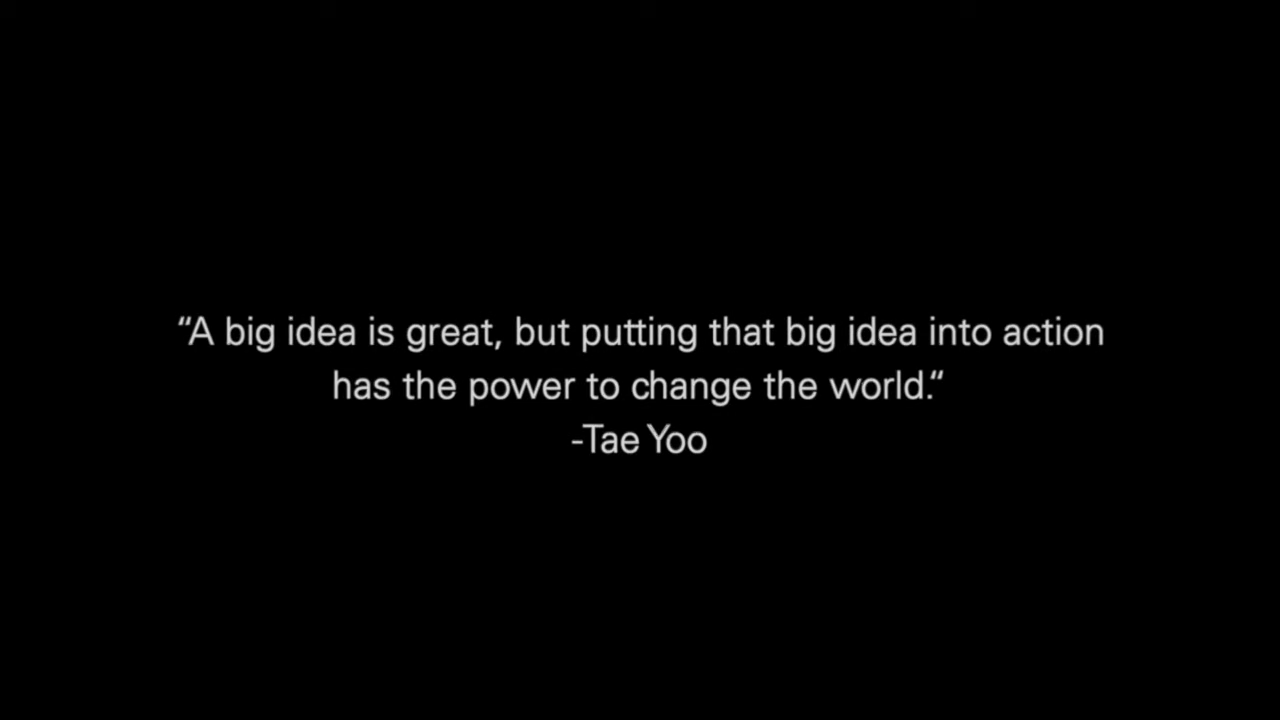 “A big idea is great, but putting that big idea into action
has the power to change the world.“
-Tae Yoo